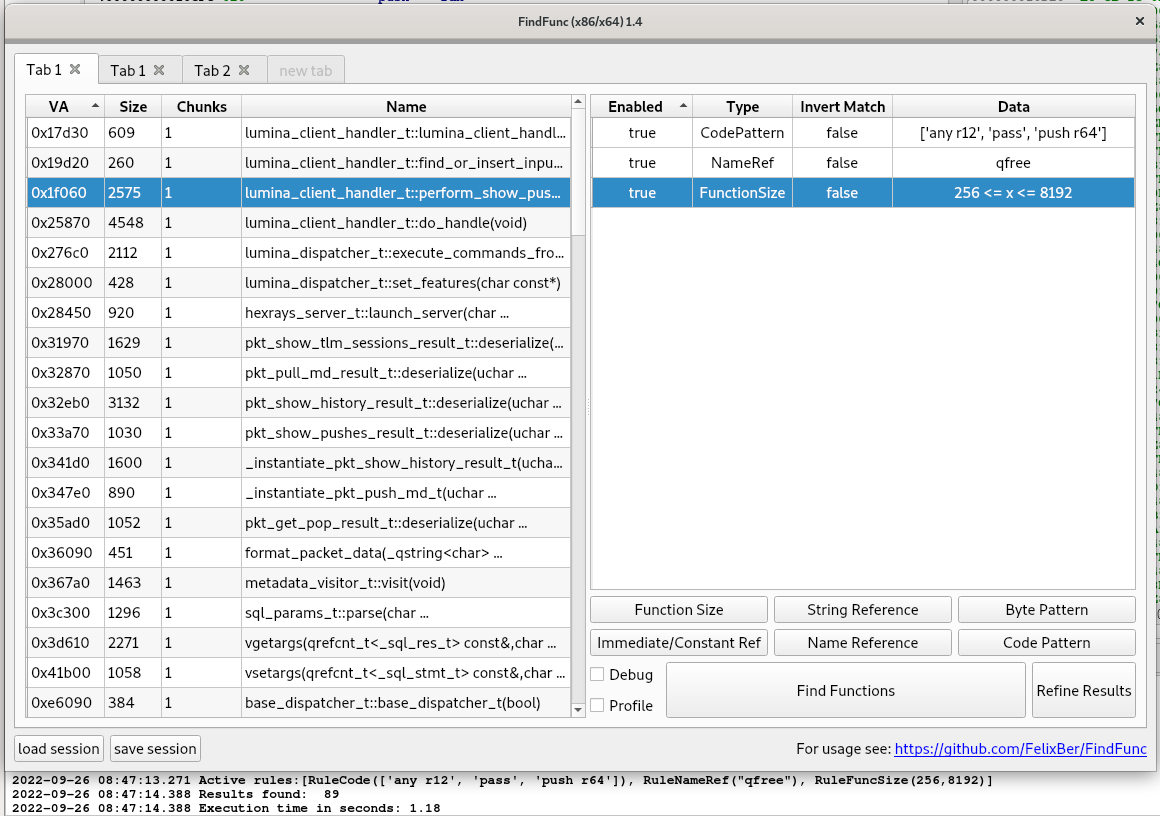 FindFunc (x86/x64) 1.4
Tab 1 Tab 1 Tab 2 new tab
VA Size Chunks Name
0x17d30 609 1 lumina_client_handler_t::lumina_client_handl...
0x19d20 260 1 lumina_client_handler_t::find_or_insert_inpu...
0x1f060 2575 1 lumina_client_handler_t::perform_show_pus...
0x25870 4548 1 lumina_client_handler_t::do_handle(void)
0x276c0 2112 1 lumina_dispatcher_t::execute_commands_fro...
0x28000 428 1 lumina_dispatcher_t::set_features(char const*)
0x28450 920 1 hexrays_server_t::launch_server(char ...
0x31970 1629 1 pkt_show_tlm_sessions_result_t::deserialize(...
0x32870 1050 1 pkt_pull_md_result_t::deserialize(uchar ...
0x32eb0 3132 1 pkt_show_history_result_t::deserialize(uchar ...
0x33a70 1030 1 pkt_show_pushes_result_t::deserialize(uchar ...
0x341d0 1600 1 _instantiate_pkt_show_history_result_t(ucha...
0x347e0 890 1 _instantiate_pkt_push_md_t(uchar ...
0x35ad0 1052 1 pkt_get_pop_result_t::deserialize(uchar ...
0x36090 451 1 format_packet_data(_qstring<char> ...
0x367a0 1463 1 metadata_visitor_t::visit(void)
0x3c300 1296 1 sql_params_t::parse(char ...
0x3d610 2271 1 vgetargs(qrefcnt_t<_sql_res_t> const&,char ...
0x41b00 1058 1 vsetargs(qrefcnt_t<_sql_stmt_t> const&,char ...
0xe6090 384 1 base_dispatcher_t::base_dispatcher_t(bool)
Enabled Type Invert Match Data
true CodePattern false ['any r12', 'pass', 'push r64']
true NameRef false qfree
true FunctionSize false 256 <= x <= 8192
Function Size String Reference Byte Pattern
Immediate/Constant Ref Name Reference Code Pattern
Debug
Profile
Find Functions
Refine Results
load session save session
For usage see: https://github.com/FelixBer/FindFunc
2022-09-26 08:47:13.271 Active rules:[RuleCode(['any r12', 'pass', 'push r64']), RuleNameRef("qfree"), RuleFuncSize(256,8192)]
2022-09-26 08:47:14.388 Results found: 89
2022-09-26 08:47:14.388 Execution time in seconds: 1.18